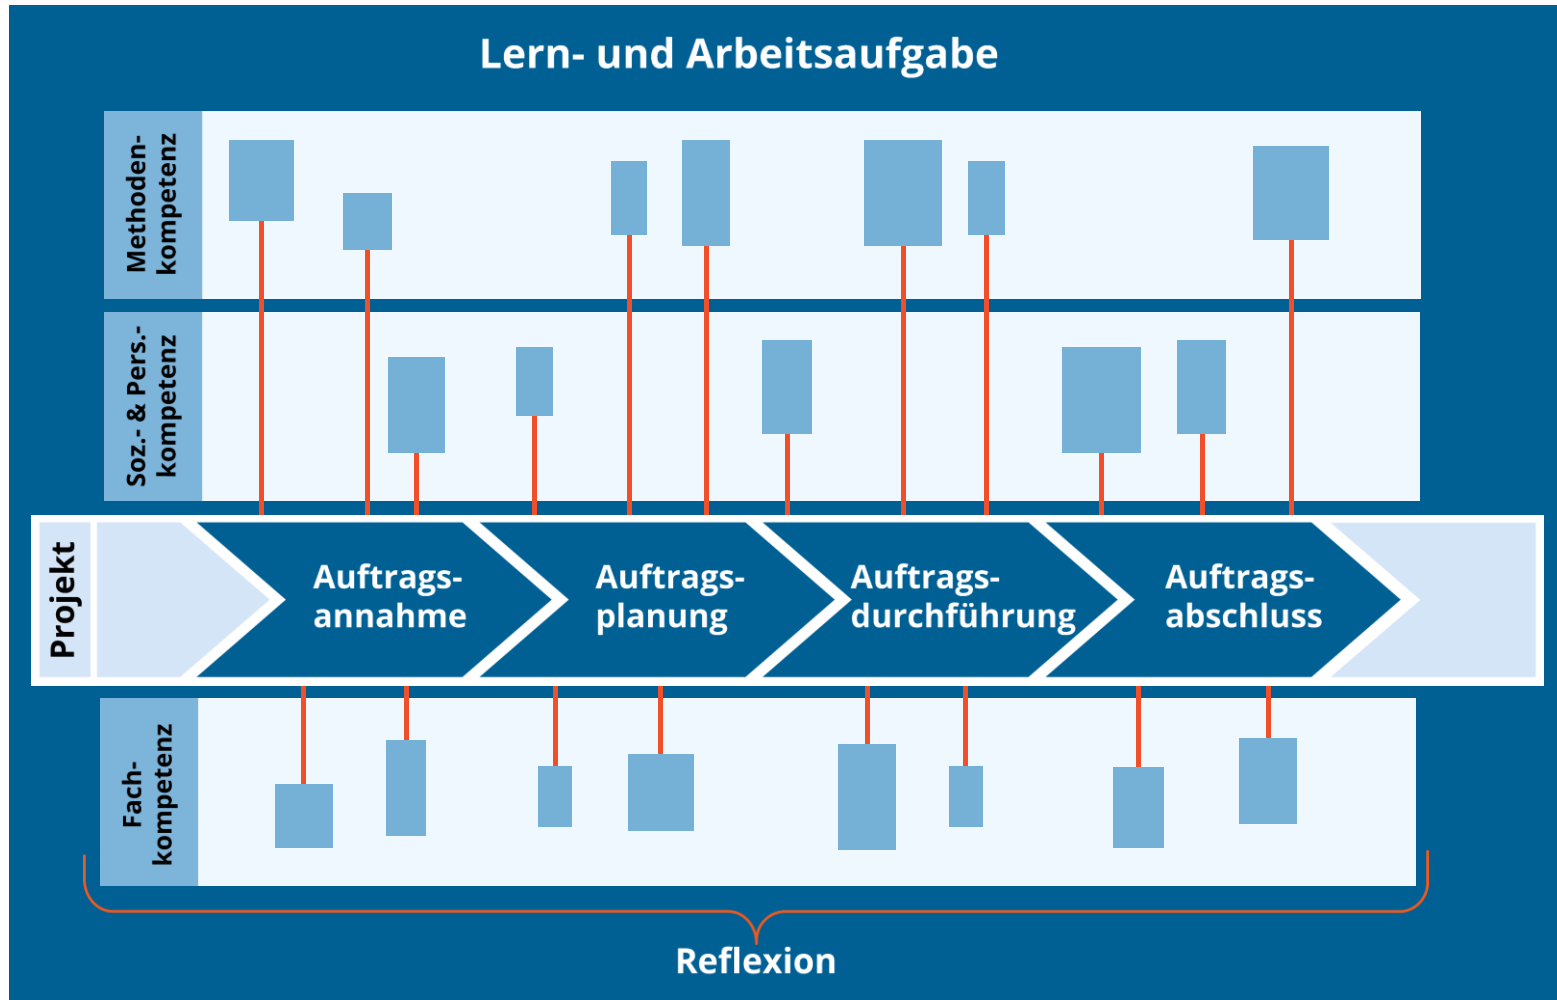 Lern- und Arbeitsaufgabe
Methoden-
kompetenz
Soz.- & Pers.-
kompetenz
Projekt
Auftrags-
annahme
Auftrags-
planung
Auftrags-
durchführung
Auftrags-
abschluss
Fach-
kompetenz
Reflexion